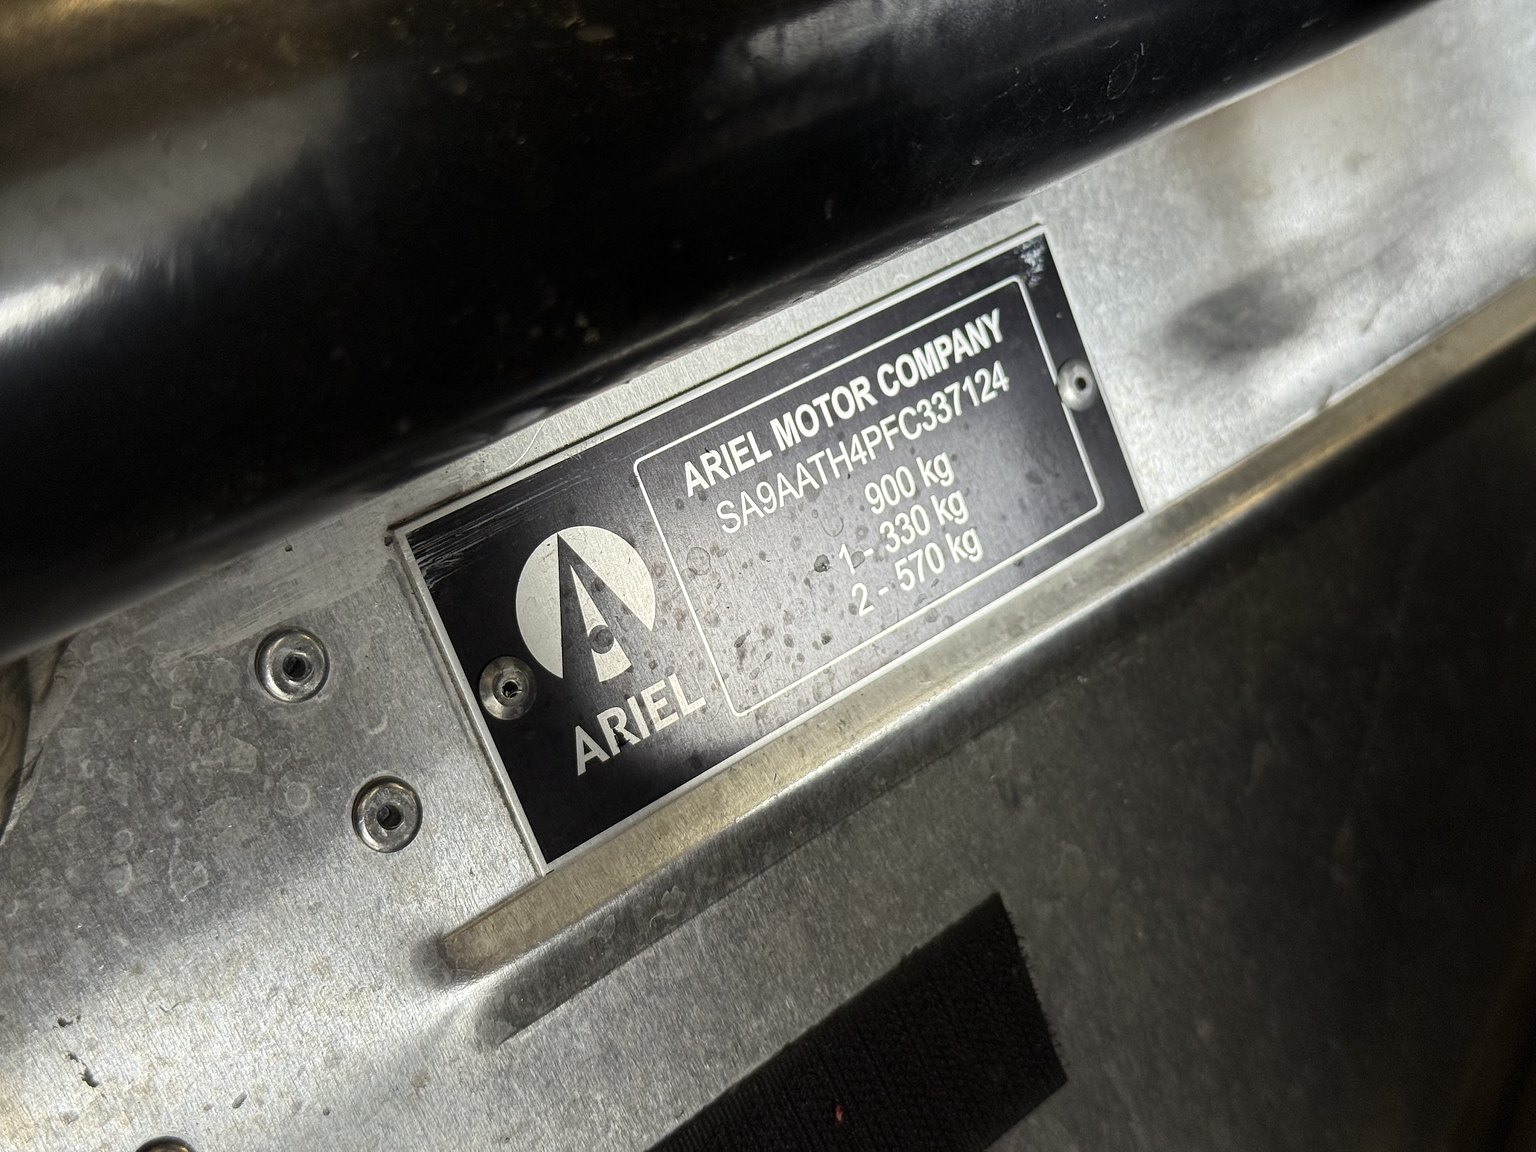 ARIEL MOTOR COMPANY
SA9AATH4PFC337124
900 kg
1 - 330 kg
2 - 570 kg
ARIEL